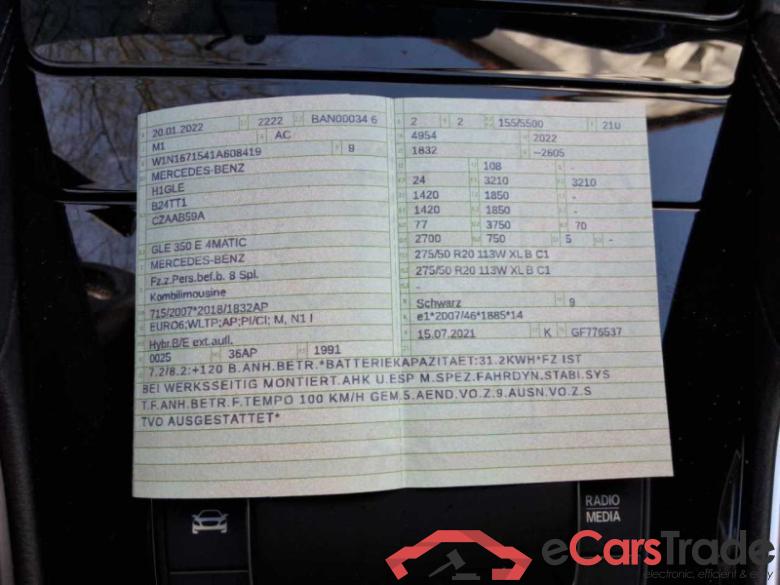 20.01.2022 2222 BAN00034 6
M1 AC
W1N1671541A608419 9
MERCEDES-BENZ
H1GLE
B24TT1
CZAAB59A
GLE 350 E 4MATIC
MERCEDES-BENZ
Fz.z.Pers.bef.b. 8 Spl.
Kombilimousine
715/2007*2018/1832AP
EURO6;WLTP;AP;PI/CI; M, N1 I
Hybr.B/E ext.aufl.
0025 36AP 1991
2 2 155/5500 210
4954 2022
1832 ~2605
108 -
24 3210 3210
1420 1850 -
1420 1850 -
77 3750 70
2700 750 5 -
275/50 R20 113W XL B C1
275/50 R20 113W XL B C1
-
Schwarz 9
e1*2007/46*1885*14
15.07.2021 K GF776537
7.2/8.2:+120 B.ANH.BETR.*BATTERIEKAPAZITAET:31.2KWH*FZ IST
BEI WERKSSEITIG MONTIERT.AHK U.ESP M.SPEZ.FAHRDYN.STABI.SYS
T.F.ANH.BETR.F.TEMPO 100 KM/H GEM.5.AEND.VO.Z.9.AUSN.V.O.S
TVO AUSGESTATTET*
RADIO
MEDIA
eCarsTrade
electronic, efficient & easy